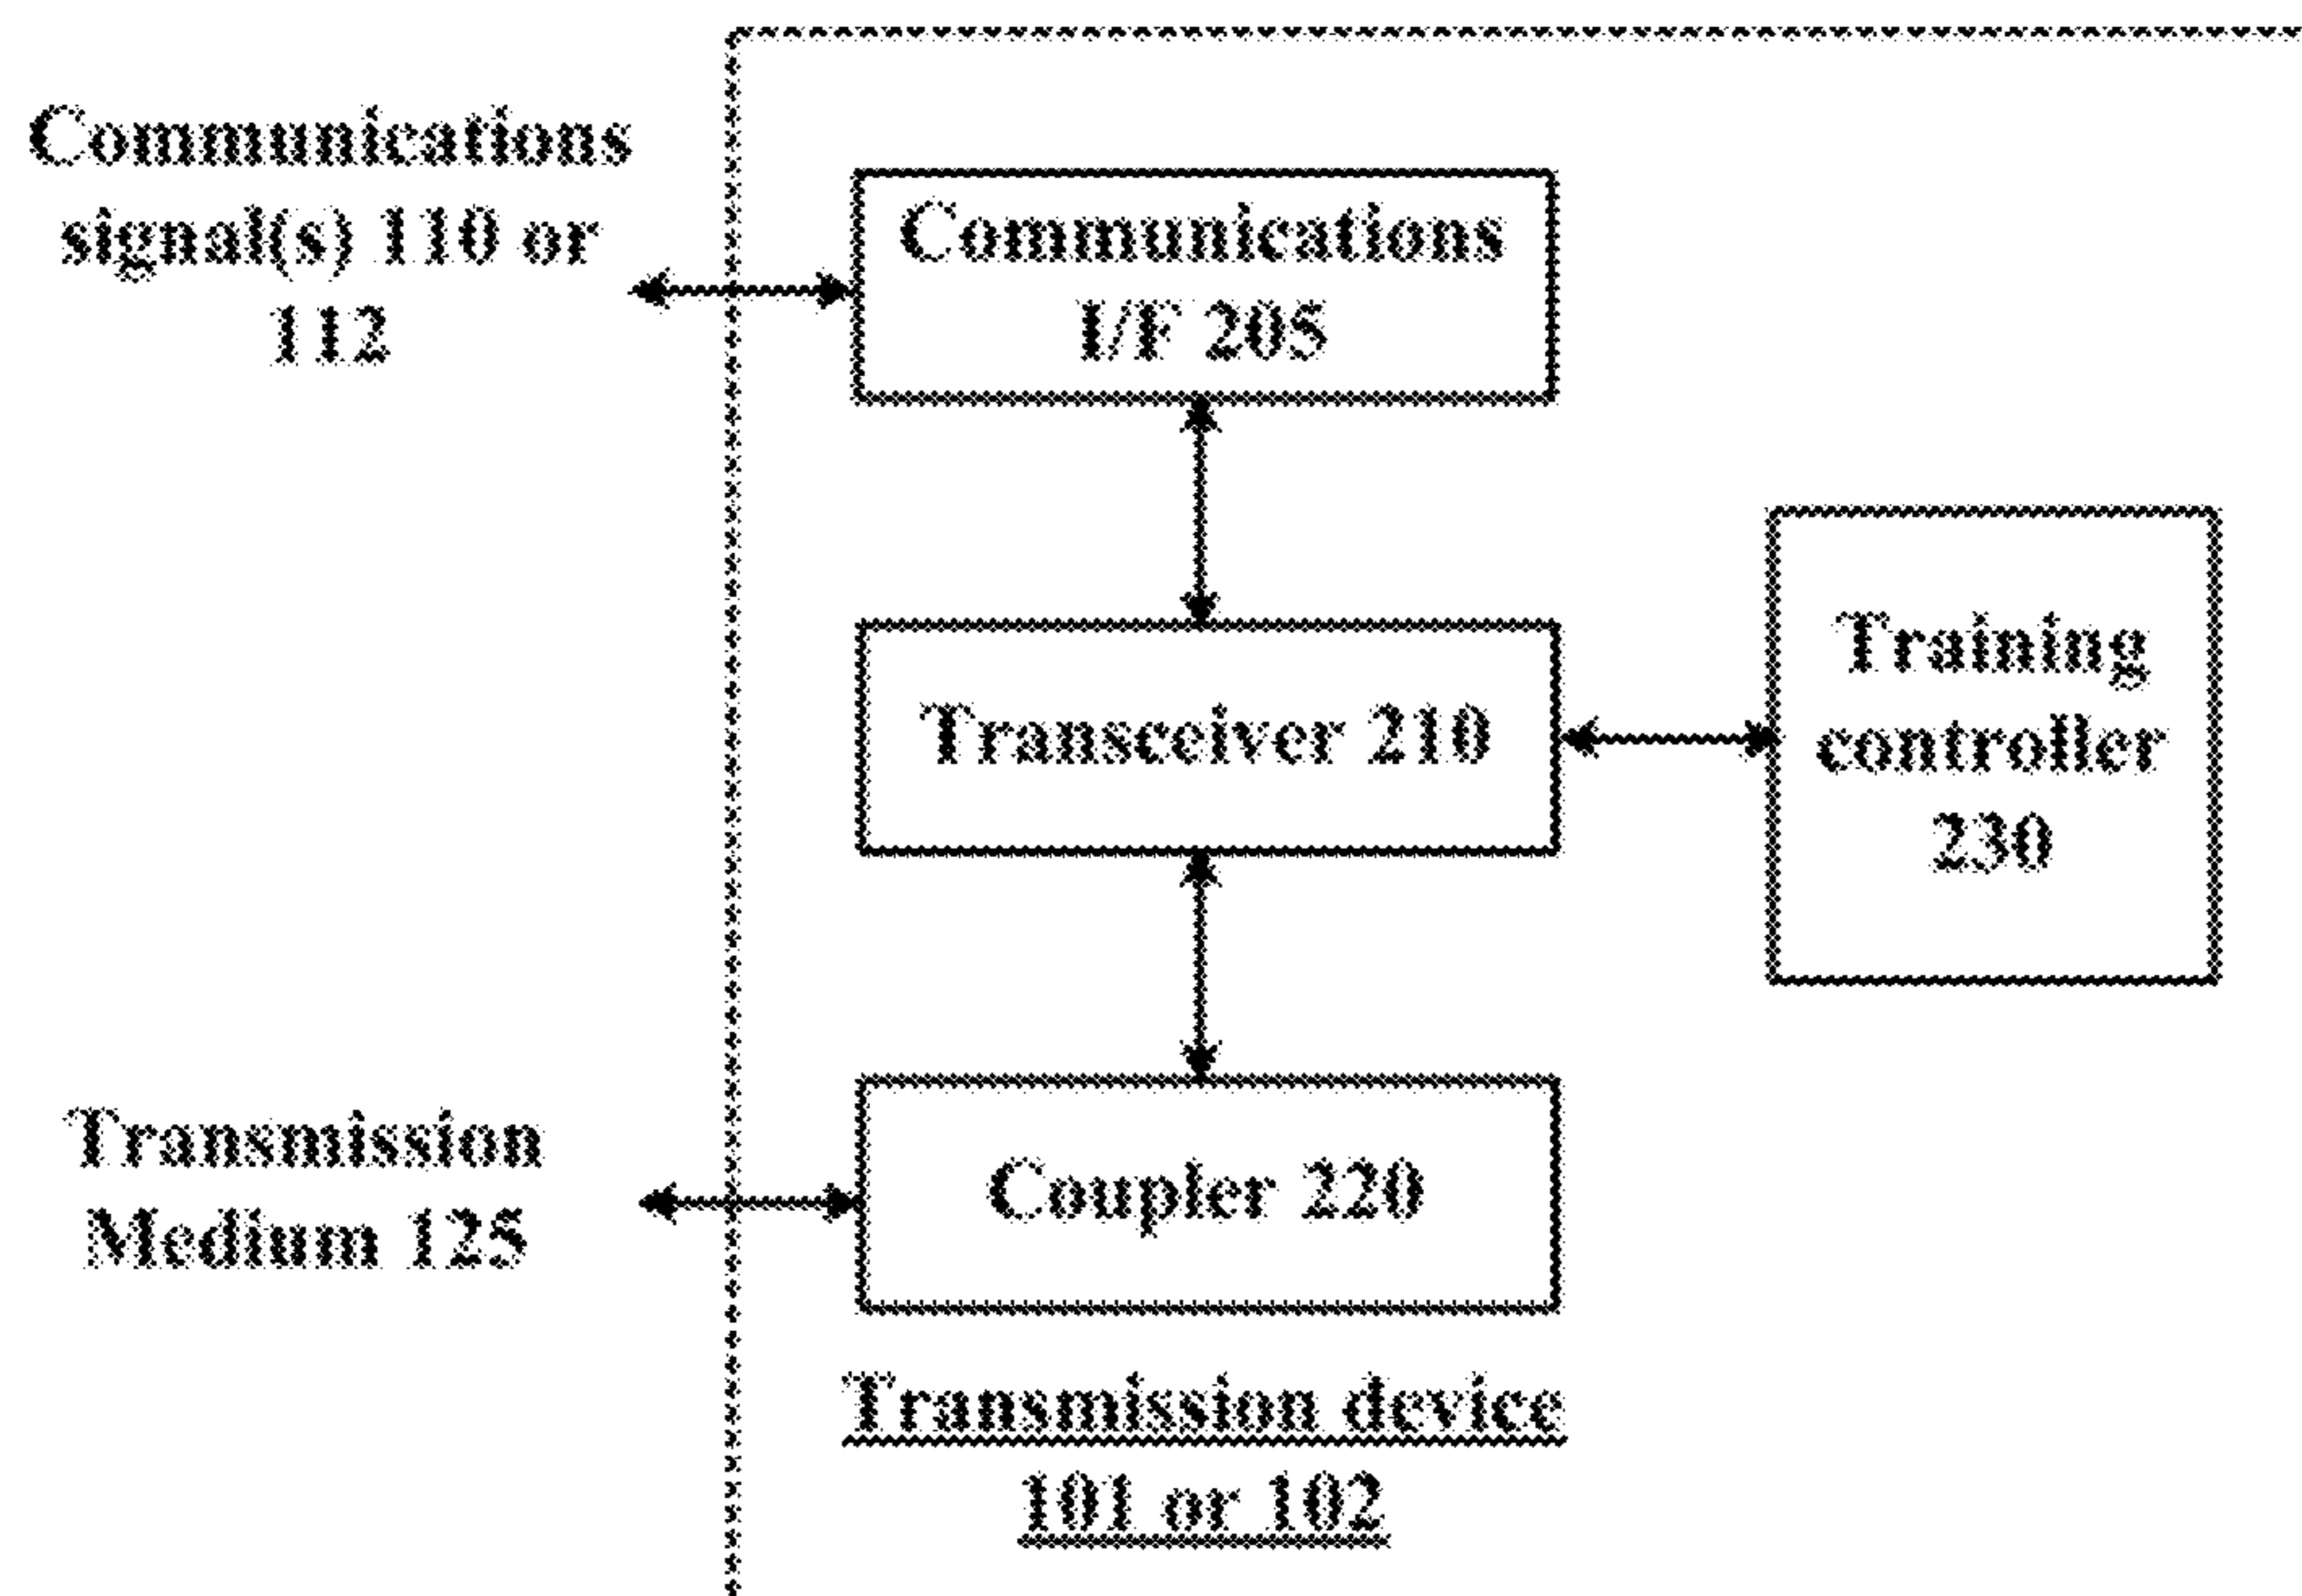 Communications
signal(s) 110 or
112
Communications
I/F 205
Transceiver 210
Training
controller
230
Transmission
Medium 125
Coupler 220
Transmission device
101 or 102